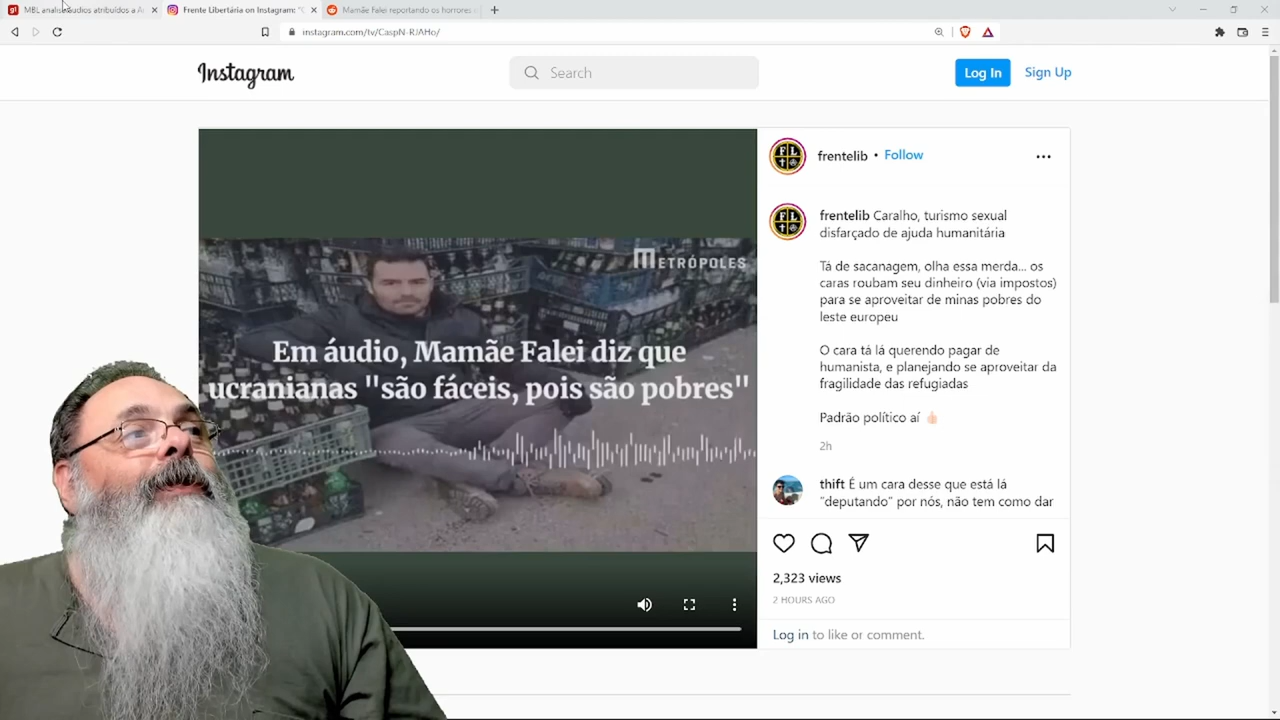 MBL analisa áudios atribuídos a A
Frente Libertária on Instagram: "C
Mamãe Falei reportando os horrores
instagram.com/tv/CaspN-RJAHo/
Instagram
Search
Log In
Sign Up
METRÓPOLES
Em áudio, Mamãe Falei diz que
ucranianas "são fáceis, pois são pobres"
frentelib • Follow
frentelib Caralho, turismo sexual
disfarçado de ajuda humanitária
Tá de sacanagem, olha essa merda... os
caras roubam seu dinheiro (via impostos)
para se aproveitar de minas pobres do
leste europeu
O cara tá lá querendo pagar de
humanista, e planejando se aproveitar da
fragilidade das refugiadas
Padrão político aí 👍🏻
2h
thift É um cara desse que está lá
"deputando" por nós, não tem como dar
2,323 views
2 HOURS AGO
Log in to like or comment.